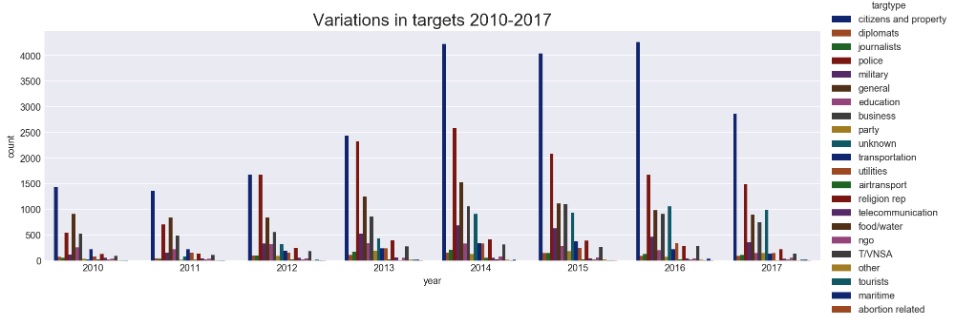 Variations in targets 2010-2017
count
4000
3500
3000
2500
2000
1500
1000
500
0
2010 2011 2012 2013 2014 2015 2016 2017
year
targtype
citizens and property
diplomats
journalists
police
military
general
education
business
party
unknown
transportation
utilities
airtransport
religion rep
telecommunication
food/water
ngo
T/VNSA
other
tourists
maritime
abortion related